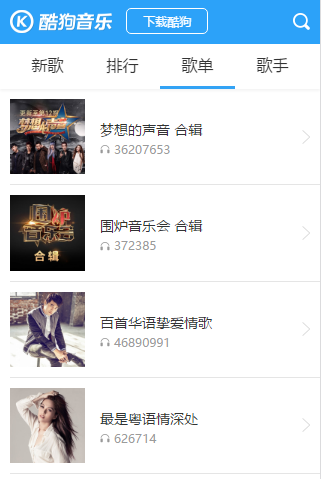 酷狗音乐 下载酷狗
新歌 排行 歌单 歌手
梦想的声音
梦想的声音 合辑
36207653
围炉
音乐会
合辑
围炉音乐会 合辑
372385
百首华语挚爱情歌
46890991
最是粤语情深处
626714